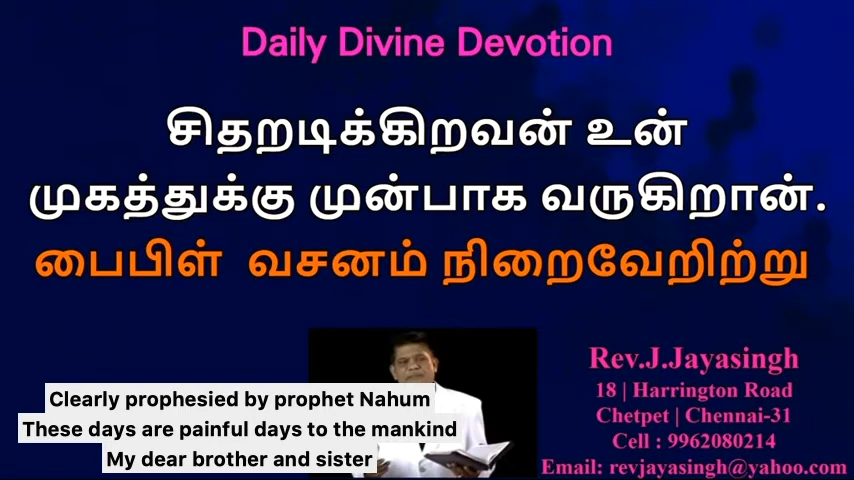 Daily Divine Devotion
சிதறடிக்கிறவன் உன்
முகத்துக்கு முன்பாக வருகிறான்.
பைபிள் வசனம் நிறைவேறிற்று
Rev.J.Jayasingh
18 | Harrington Road
Chetpet | Chennai-31
Cell : 9962080214
Email: revjayasingh@yahoo.com
Clearly prophesied by prophet Nahum
These days are painful days to the mankind
My dear brother and sister